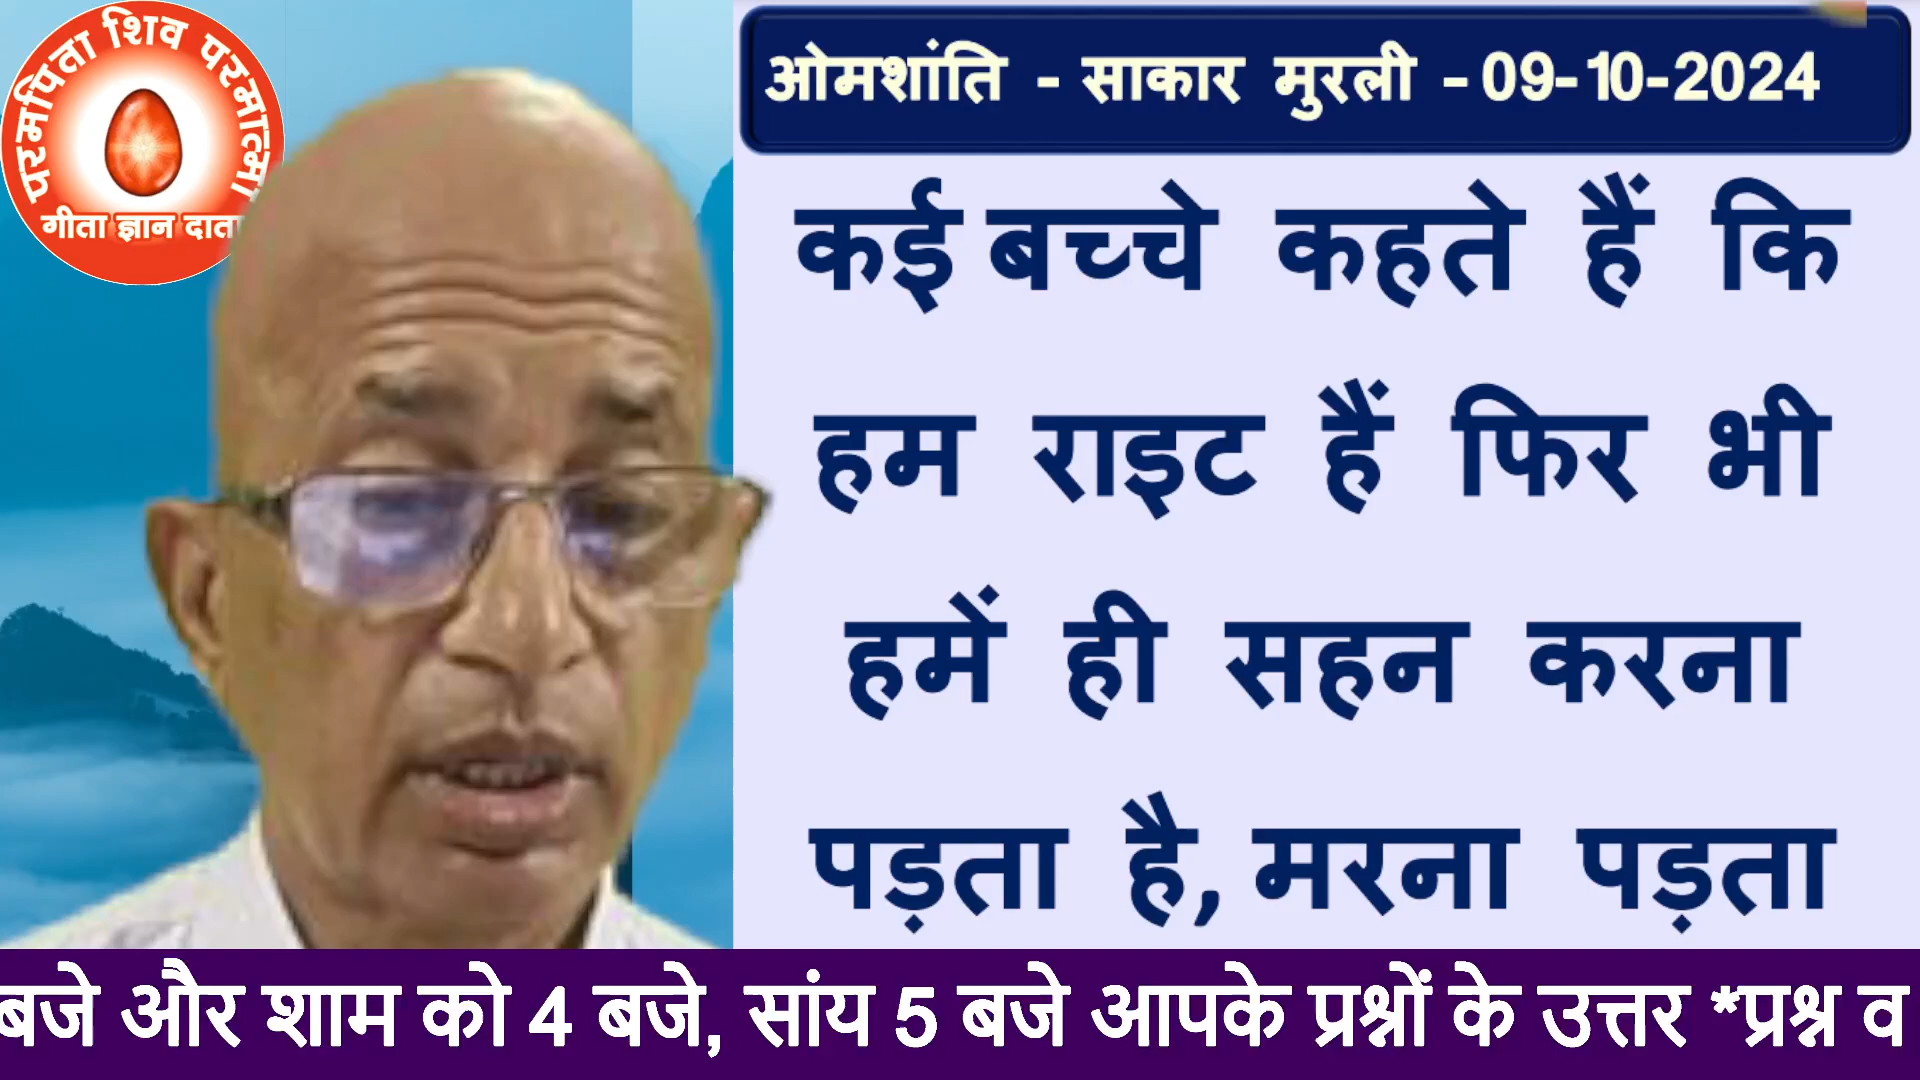 परमपिता शिव परमात्मा
गीता ज्ञान दाता
ओमशांति - साकार मुरली - 09-10-2024
कई बच्चे कहते हैं कि
हम राइट हैं फिर भी
हमें ही सहन करना
पड़ता है, मरना पड़ता
बजे और शाम को 4 बजे, सांय 5 बजे आपके प्रश्नों के उत्तर *प्रश्न व